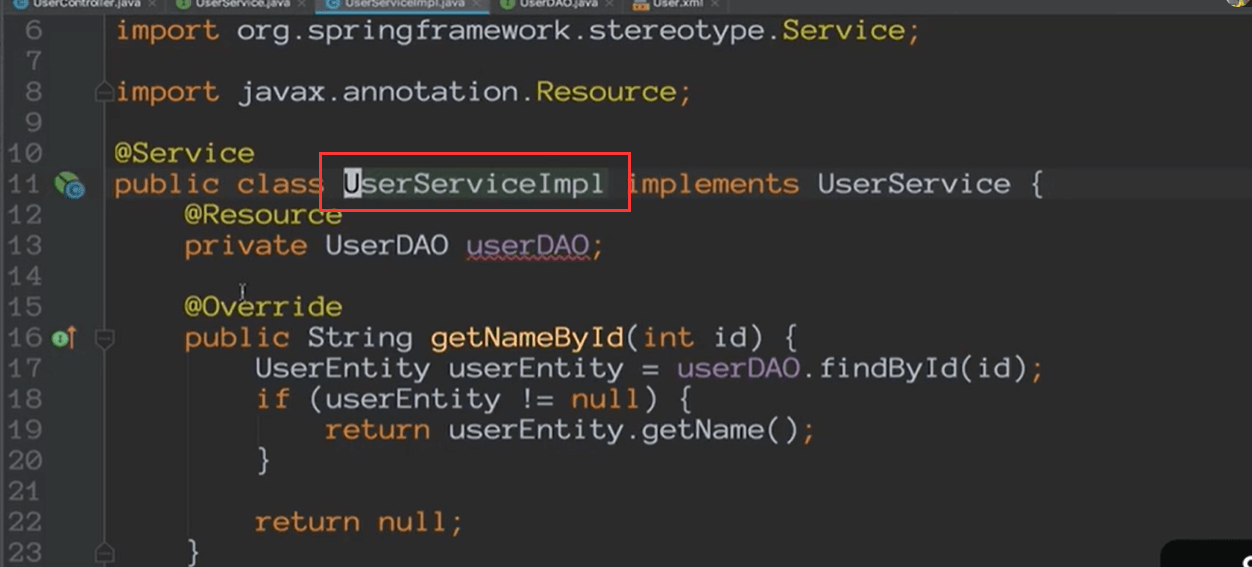 UserController.java × UserService.java × UserServiceImpl.java × UserDAO.java × User.xml ×
6 import org.springframework.stereotype.Service;
7
8 import javax.annotation.Resource;
9
10 @Service
11 public class UserServiceImpl implements UserService {
12 @Resource
13 private UserDAO userDAO;
14
15 @Override
16 public String getNameById(int id) {
17 UserEntity userEntity = userDAO.findById(id);
18 if (userEntity != null) {
19 return userEntity.getName();
20 }
21
22 return null;
23 }